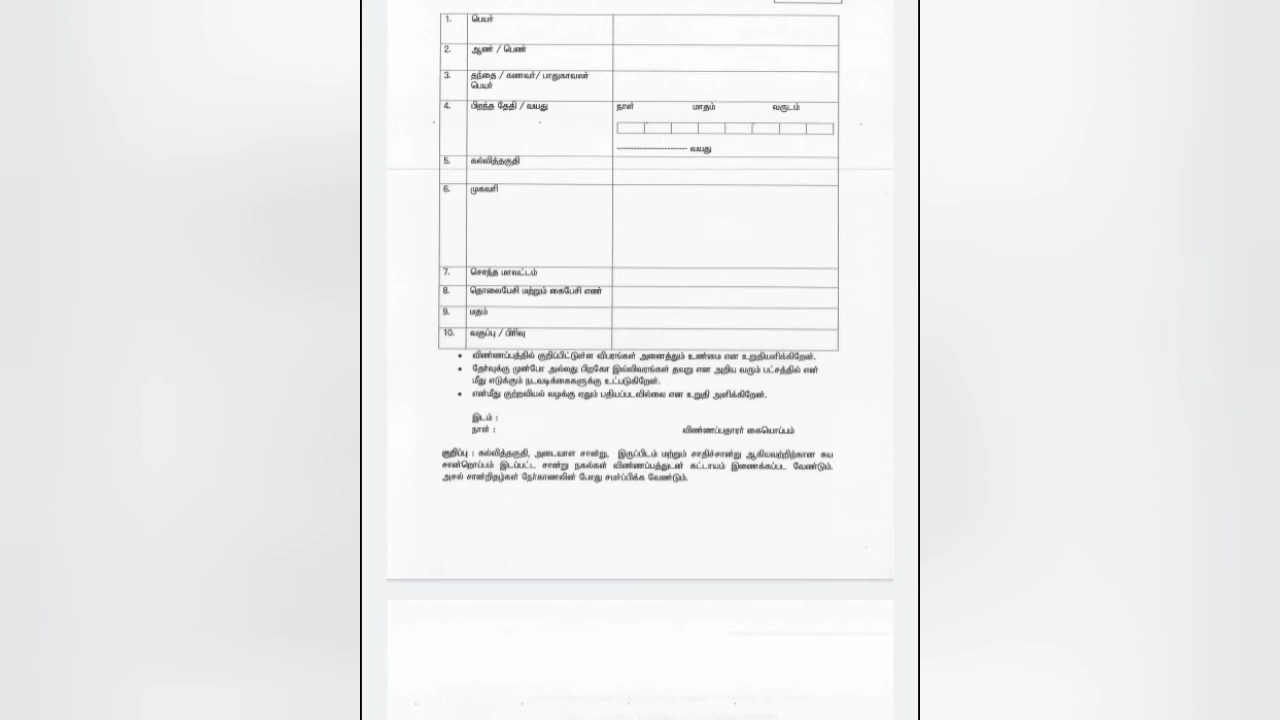 1. பெயர்
2. ஆண் / பெண்
3. தந்தை / கணவர்/ பாதுகாவலர்
பெயர்
4. பிறந்த தேதி / வயது நாள் மாதம் வருடம்
---------------------- வயது
5. கல்வித்தகுதி
6. முகவரி
7. சொந்த மாவட்டம்
8. தொலைபேசி மற்றும் கைபேசி எண்
9. மதம்
10. வகுப்பு / பிரிவு
• விண்ணப்பத்தில் குறிப்பிட்டுள்ள விபரங்கள் அனைத்தும் உண்மை என உறுதியளிக்கிறேன்.
• தேர்வுக்கு முன்போ அல்லது பிறகோ இவ்விவரங்கள் தவறு என அறிய வரும் பட்சத்தில் என்
மீது எடுக்கும் நடவடிக்கைகளுக்கு உட்படுகிறேன்.
• என்மீது குற்றவியல் வழக்கு ஏதும் பதியப்படவில்லை என உறுதி அளிக்கிறேன்.
இடம் :
நாள் : விண்ணப்பதாரர் கையொப்பம்
குறிப்பு : கல்வித்தகுதி, அடையாள சான்று, இருப்பிடம் மற்றும் சாதிச்சான்று ஆகியவற்றிற்கான சுய
சான்றொப்பம் இடப்பட்ட சான்று நகல்கள் விண்ணப்பத்துடன் கட்டாயம் இணைக்கப்பட வேண்டும்.
அசல் சான்றிதழ்கள் நேர்காணலின் போது சமர்ப்பிக்க வேண்டும்.